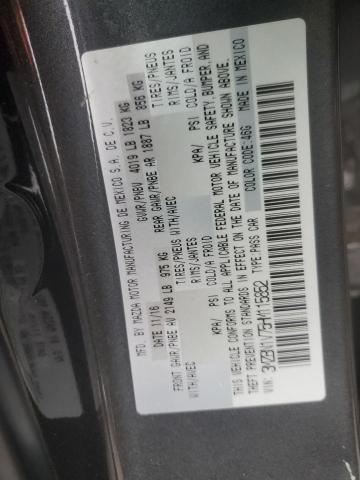 MFD. BY MAZDA MOTOR MANUFACTURING DE MEXICO S.A. DE C.V.
DATE 11/16 GVWR/PNBV 4019 LB 1823 KG
FRONT GAWR/PNBE AV 2149 LB 975 KG REAR GAWR/PNBE AR 1887 LB 856 KG
WITH/AVEC TIRES/PNEUS WITH/AVEC TIRES/PNEUS
RIMS/JANTES RIMS/JANTES
KPA/ PSI COLD/A FROID KPA/ PSI COLD/A FROID
THIS VEHICLE CONFORMS TO ALL APPLICABLE FEDERAL MOTOR VEHICLE SAFETY,BUMPER, AND
THEFT PREVENTION STANDARDS IN EFFECT ON THE DATE OF MANUFACTURE SHOWN ABOVE.
VIN: TYPE:PASS CAR COLOR CODE:46G MADE IN MEXICO